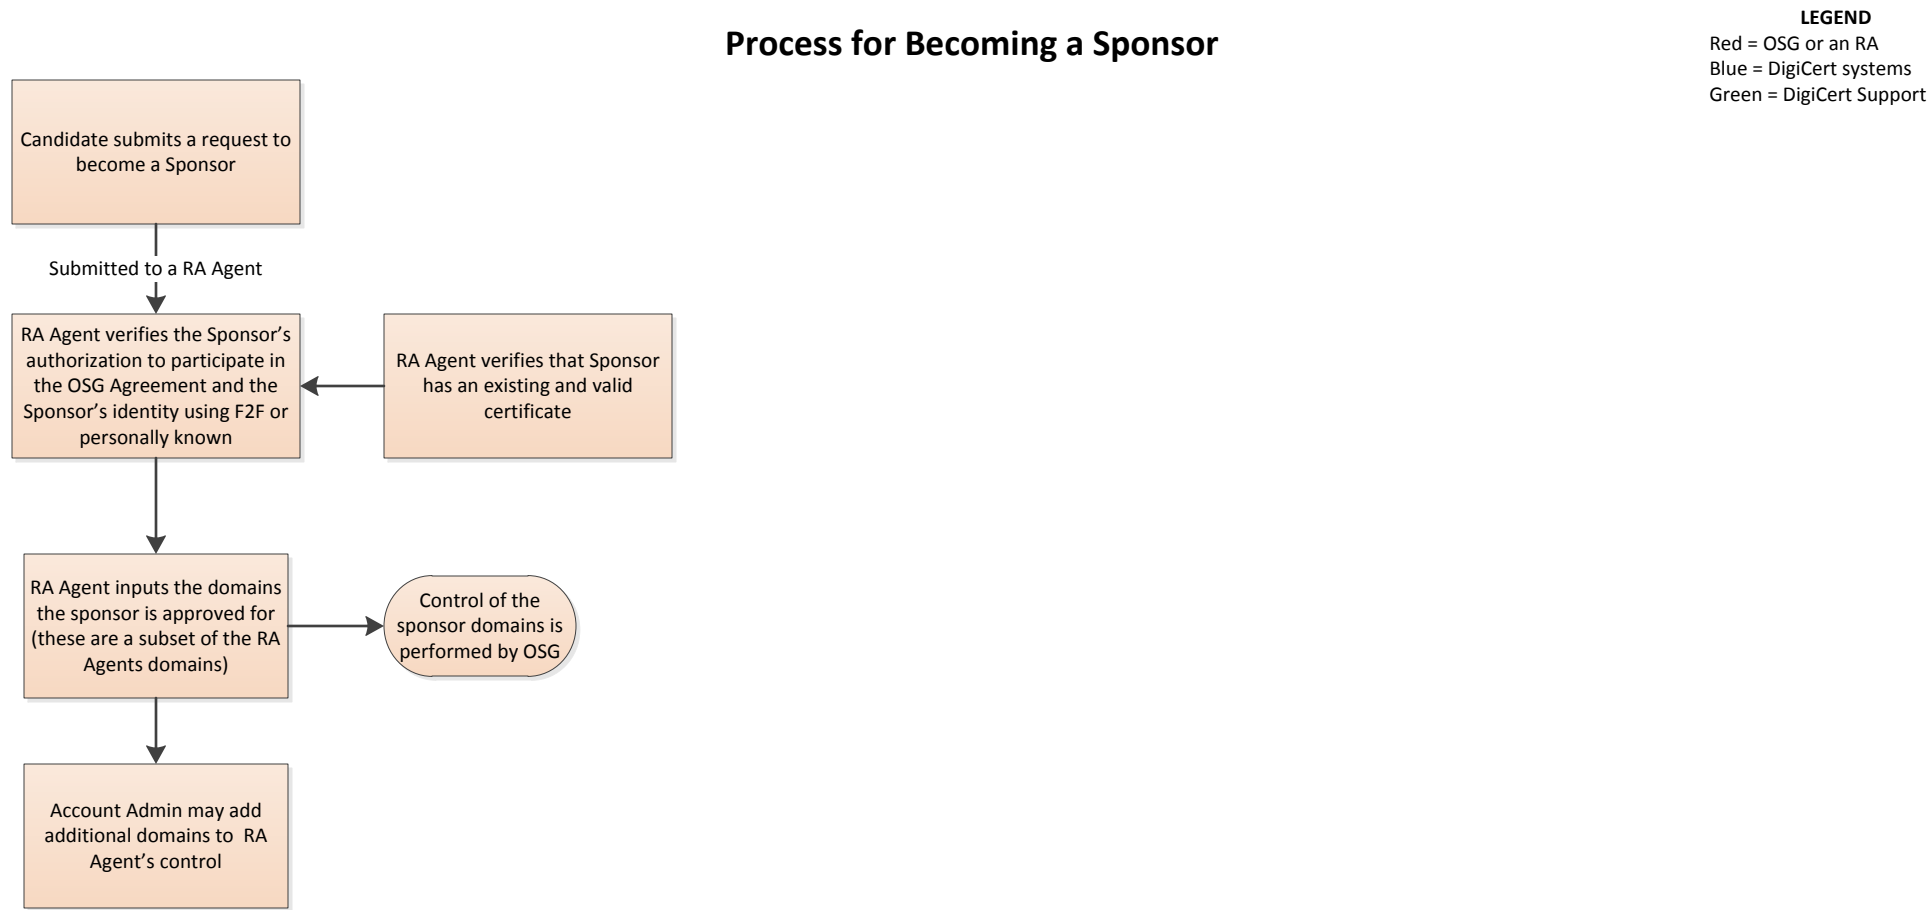 Process for Becoming a Sponsor
LEGEND
Red = OSG or an RA
Blue = DigiCert systems
Green = DigiCert Support
Candidate submits a request to
become a Sponsor
Submitted to a RA Agent
RA Agent verifies the Sponsor’s
authorization to participate in
the OSG Agreement and the
Sponsor’s identity using F2F or
personally known
RA Agent verifies that Sponsor
has an existing and valid
certificate
RA Agent inputs the domains
the sponsor is approved for
(these are a subset of the RA
Agents domains)
Control of the
sponsor domains is
performed by OSG
Account Admin may add
additional domains to  RA
Agent’s control